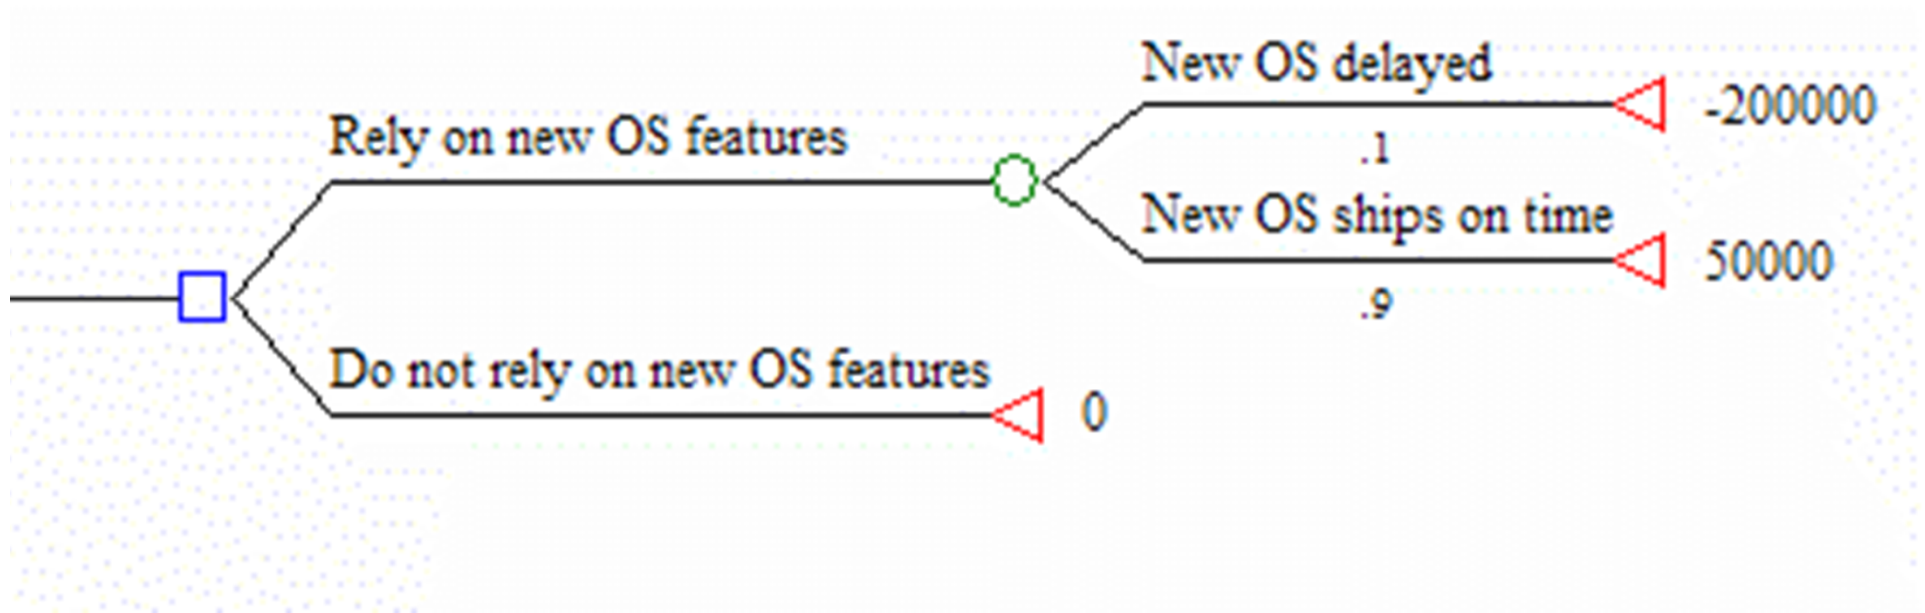 New OS delayed
-200000
.1
Rely on new OS features
New OS ships on time
50000
.9
Do not rely on new OS features
0